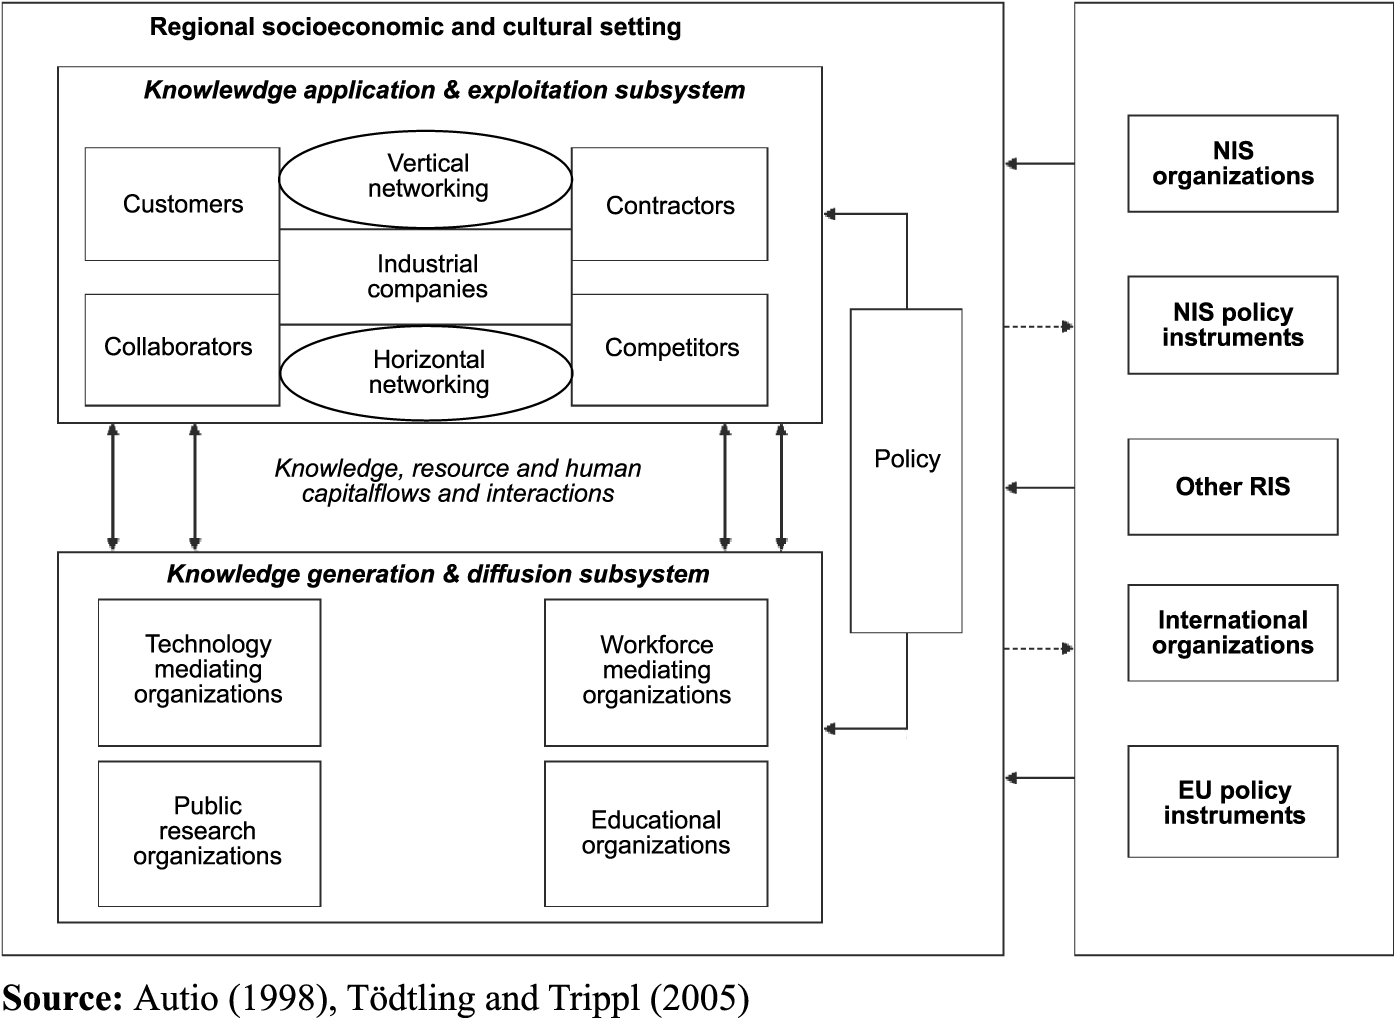 Regional socioeconomic and cultural setting
Knowlewdge application & exploitation subsystem
Customers
Vertical
networking
Contractors
Industrial
companies
Collaborators
Horizontal
networking
Competitors
Knowledge, resource and human
capitalflows and interactions
Policy
Knowledge generation & diffusion subsystem
Technology
mediating
organizations
Workforce
mediating
organizations
Public
research
organizations
Educational
organizations
NIS
organizations
NIS policy
instruments
Other RIS
International
organizations
EU policy
instruments
Source: Autio (1998), Tödtling and Trippl (2005)